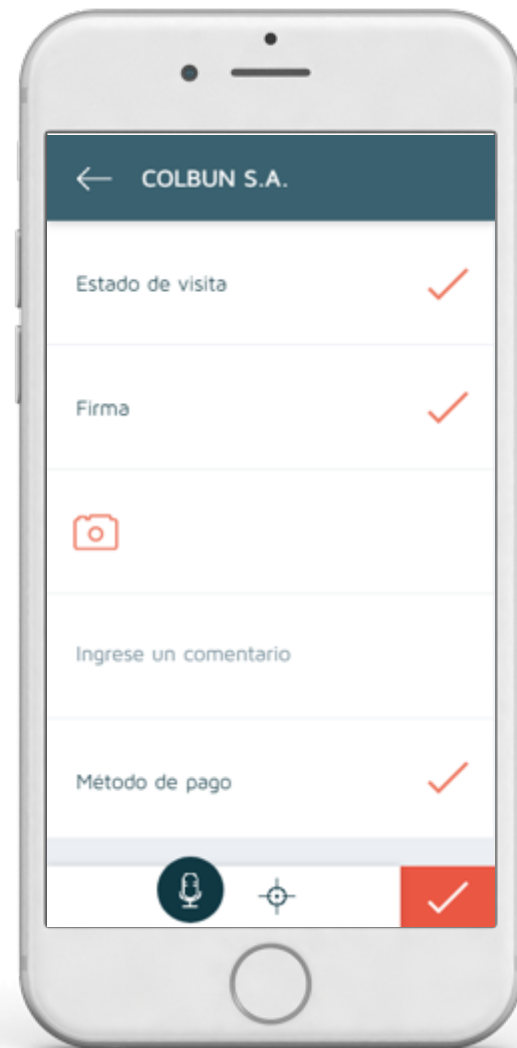 COLBUN S.A.
Estado de visita
Firma
Ingrese un comentario
Método de pago